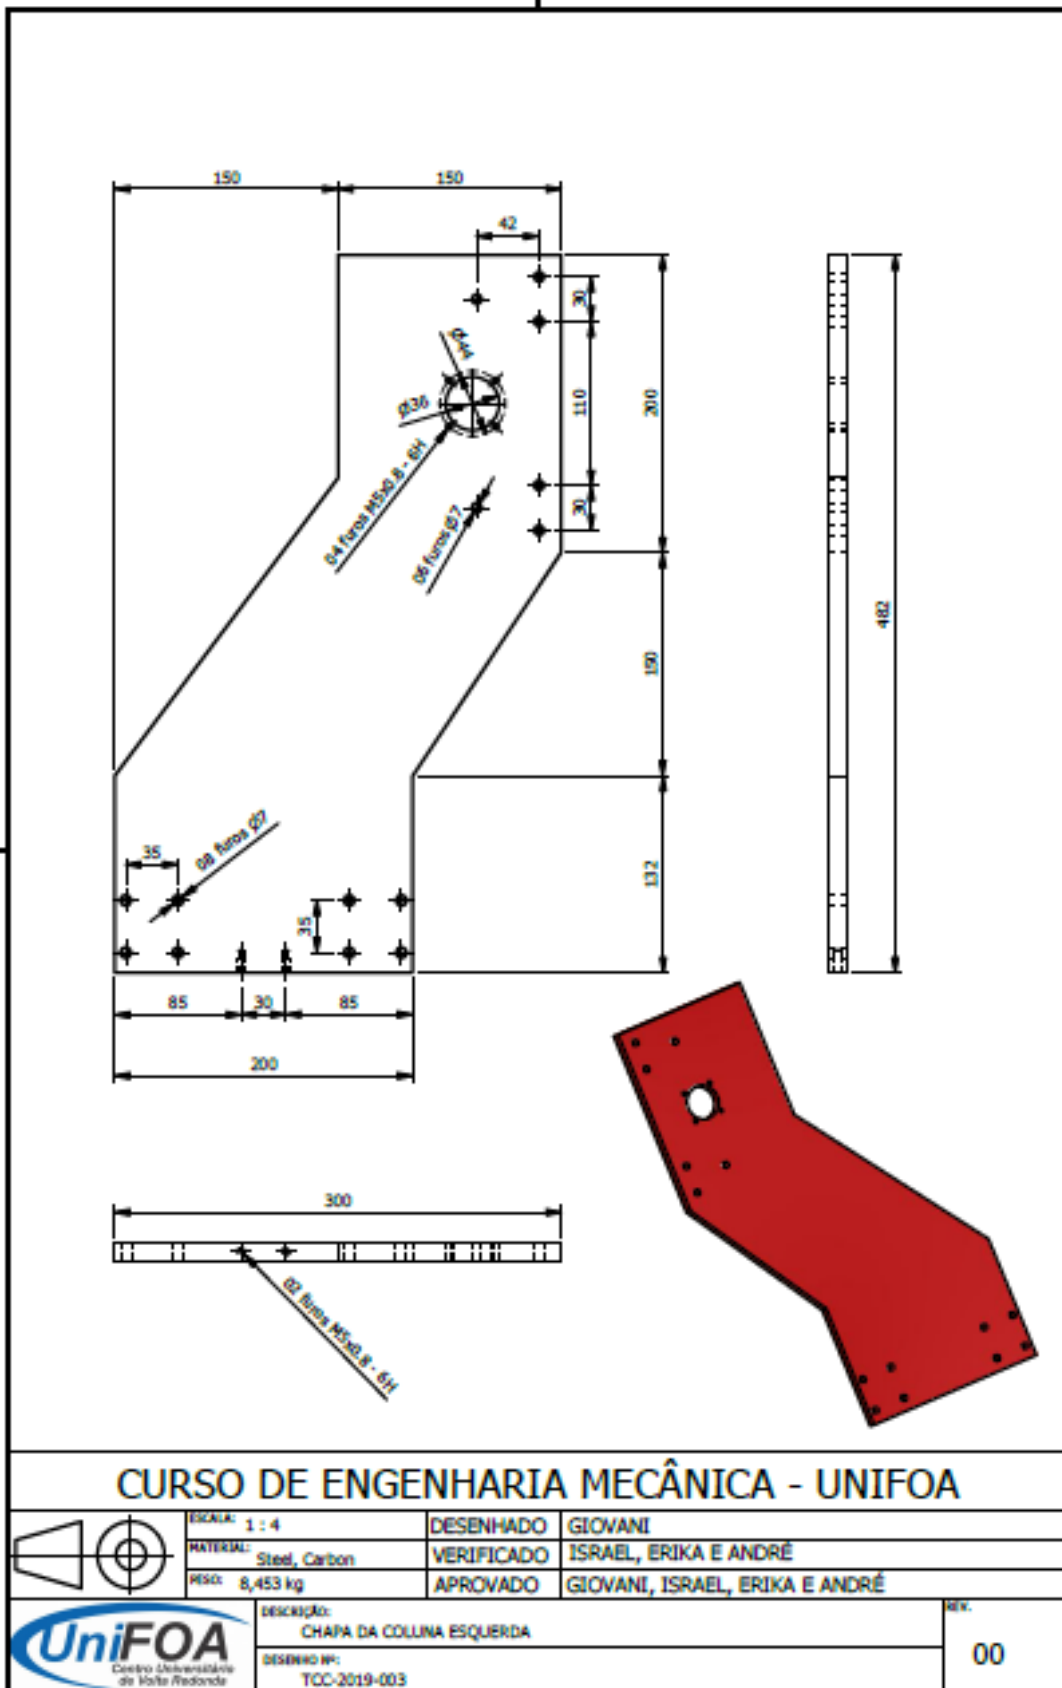 150
150
42
30
Ø44
Ø36
110
200
04 furos M5x0.8 - 6H
06 furos Ø7
30
482
150
132
35
08 furos Ø7
35
85
30
85
200
300
02 furos M5x0.8 - 6H
CURSO DE ENGENHARIA MECÂNICA - UNIFOA
ESCALA: 1 : 4
DESENHADO GIOVANI
MATERIAL: Steel, Carbon
VERIFICADO ISRAEL, ERIKA E ANDRÉ
PESO: 8,453 kg
APROVADO GIOVANI, ISRAEL, ERIKA E ANDRÉ
UniFOA
Centro Universitário
de Volta Redonda
DESCRIÇÃO:
CHAPA DA COLUNA ESQUERDA
DESENHO Nº:
TCC-2019-003
REV.
00